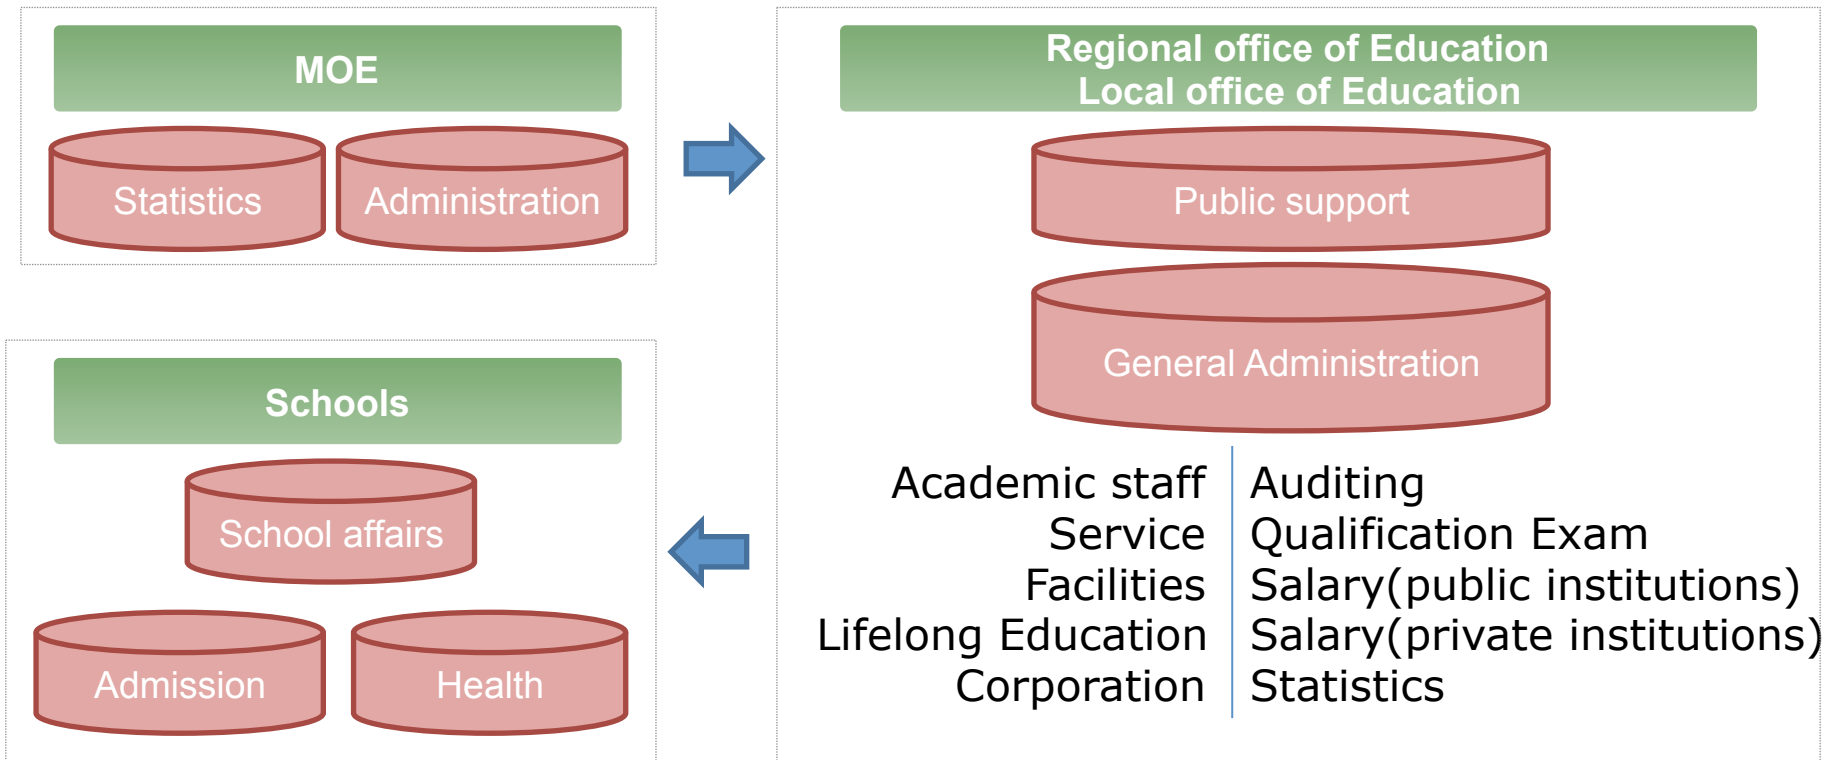 MOE
Statistics
Administration
Regional office of Education
Local office of Education
Public support
General Administration
Academic staff
Service
Facilities
Lifelong Education
Corporation
Auditing
Qualification Exam
Salary(public institutions)
Salary(private institutions)
Statistics
Schools
School affairs
Admission
Health